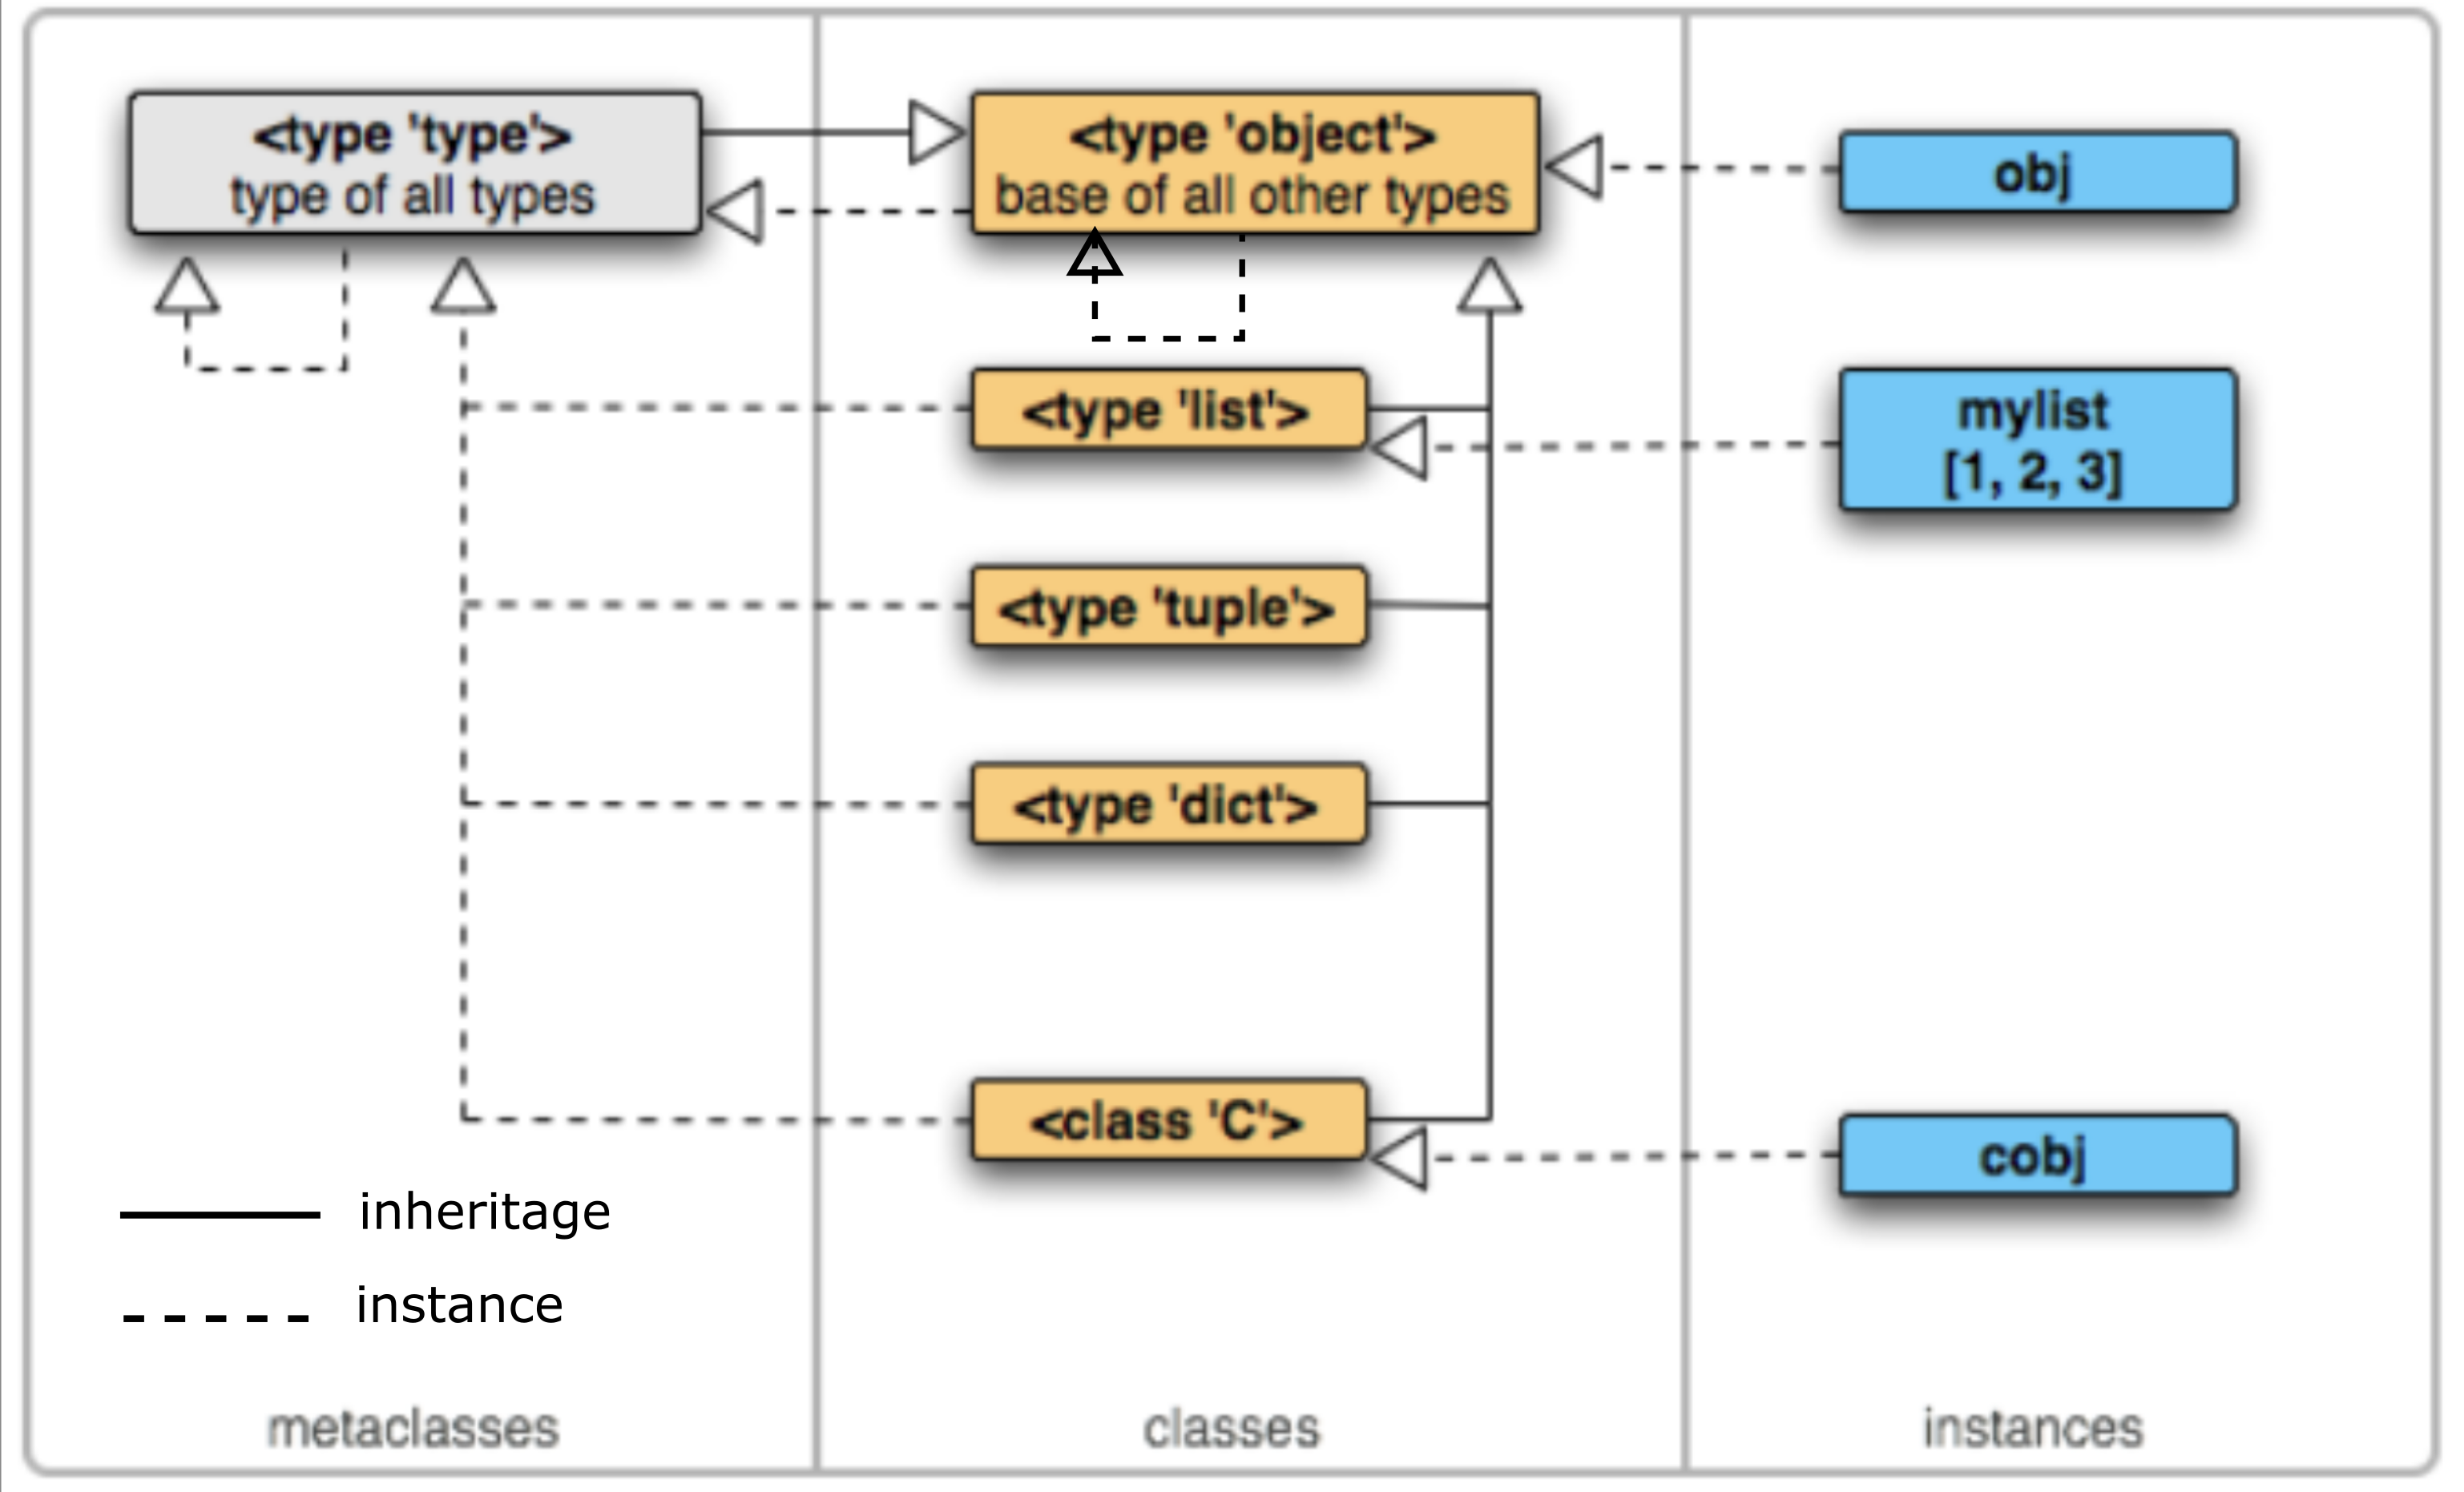 <type 'type'>
type of all types
<type 'object'>
base of all other types
obj
<type 'list'>
mylist
[1, 2, 3]
<type 'tuple'>
<type 'dict'>
<class 'C'>
cobj
inheritage
instance
metaclasses
classes
instances